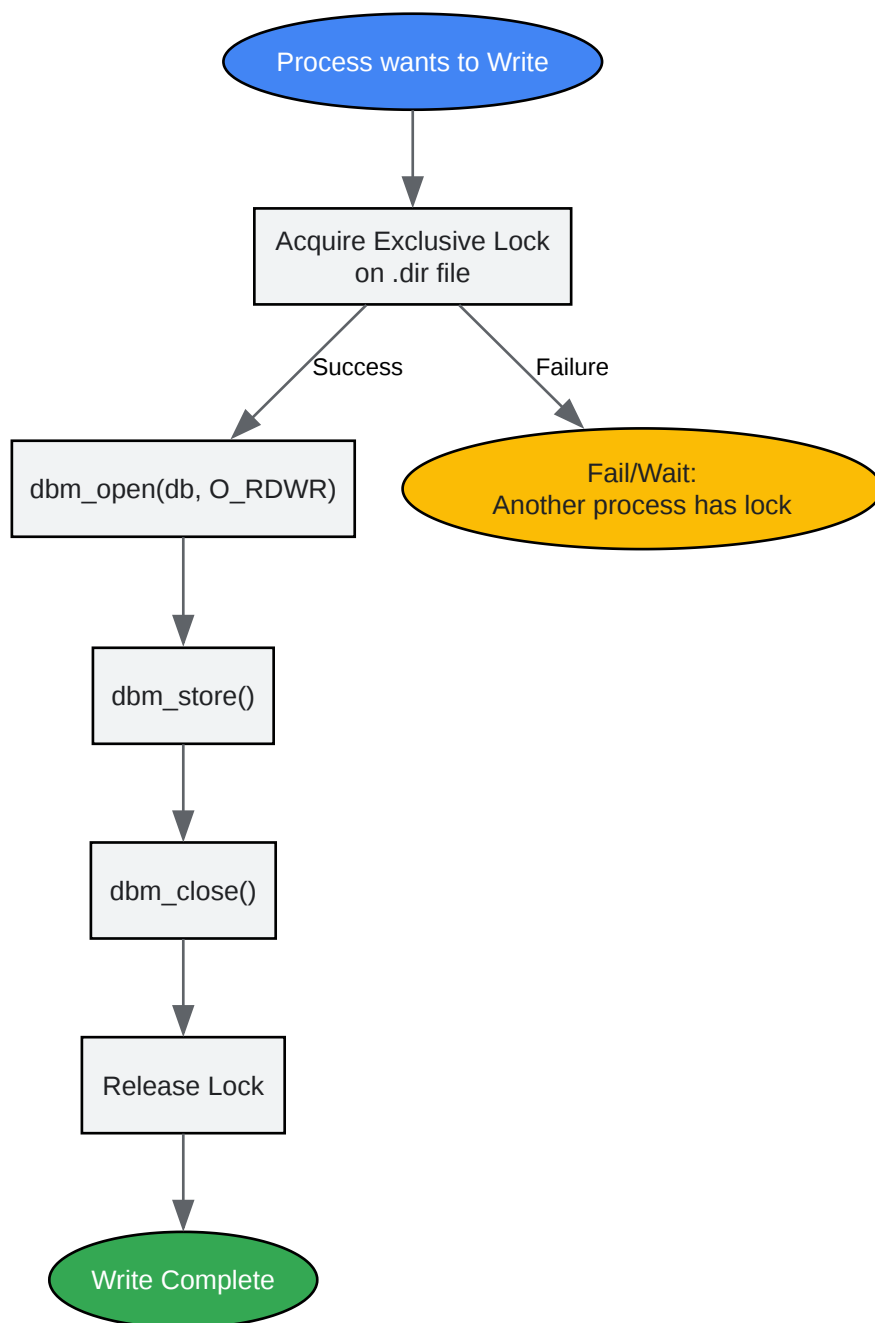 Process wants to Write
Acquire Exclusive Lock
on .dir file
Success
Failure
dbm_open(db, O_RDWR)
Fail/Wait:
Another process has lock
dbm_store()
dbm_close()
Release Lock
Write Complete